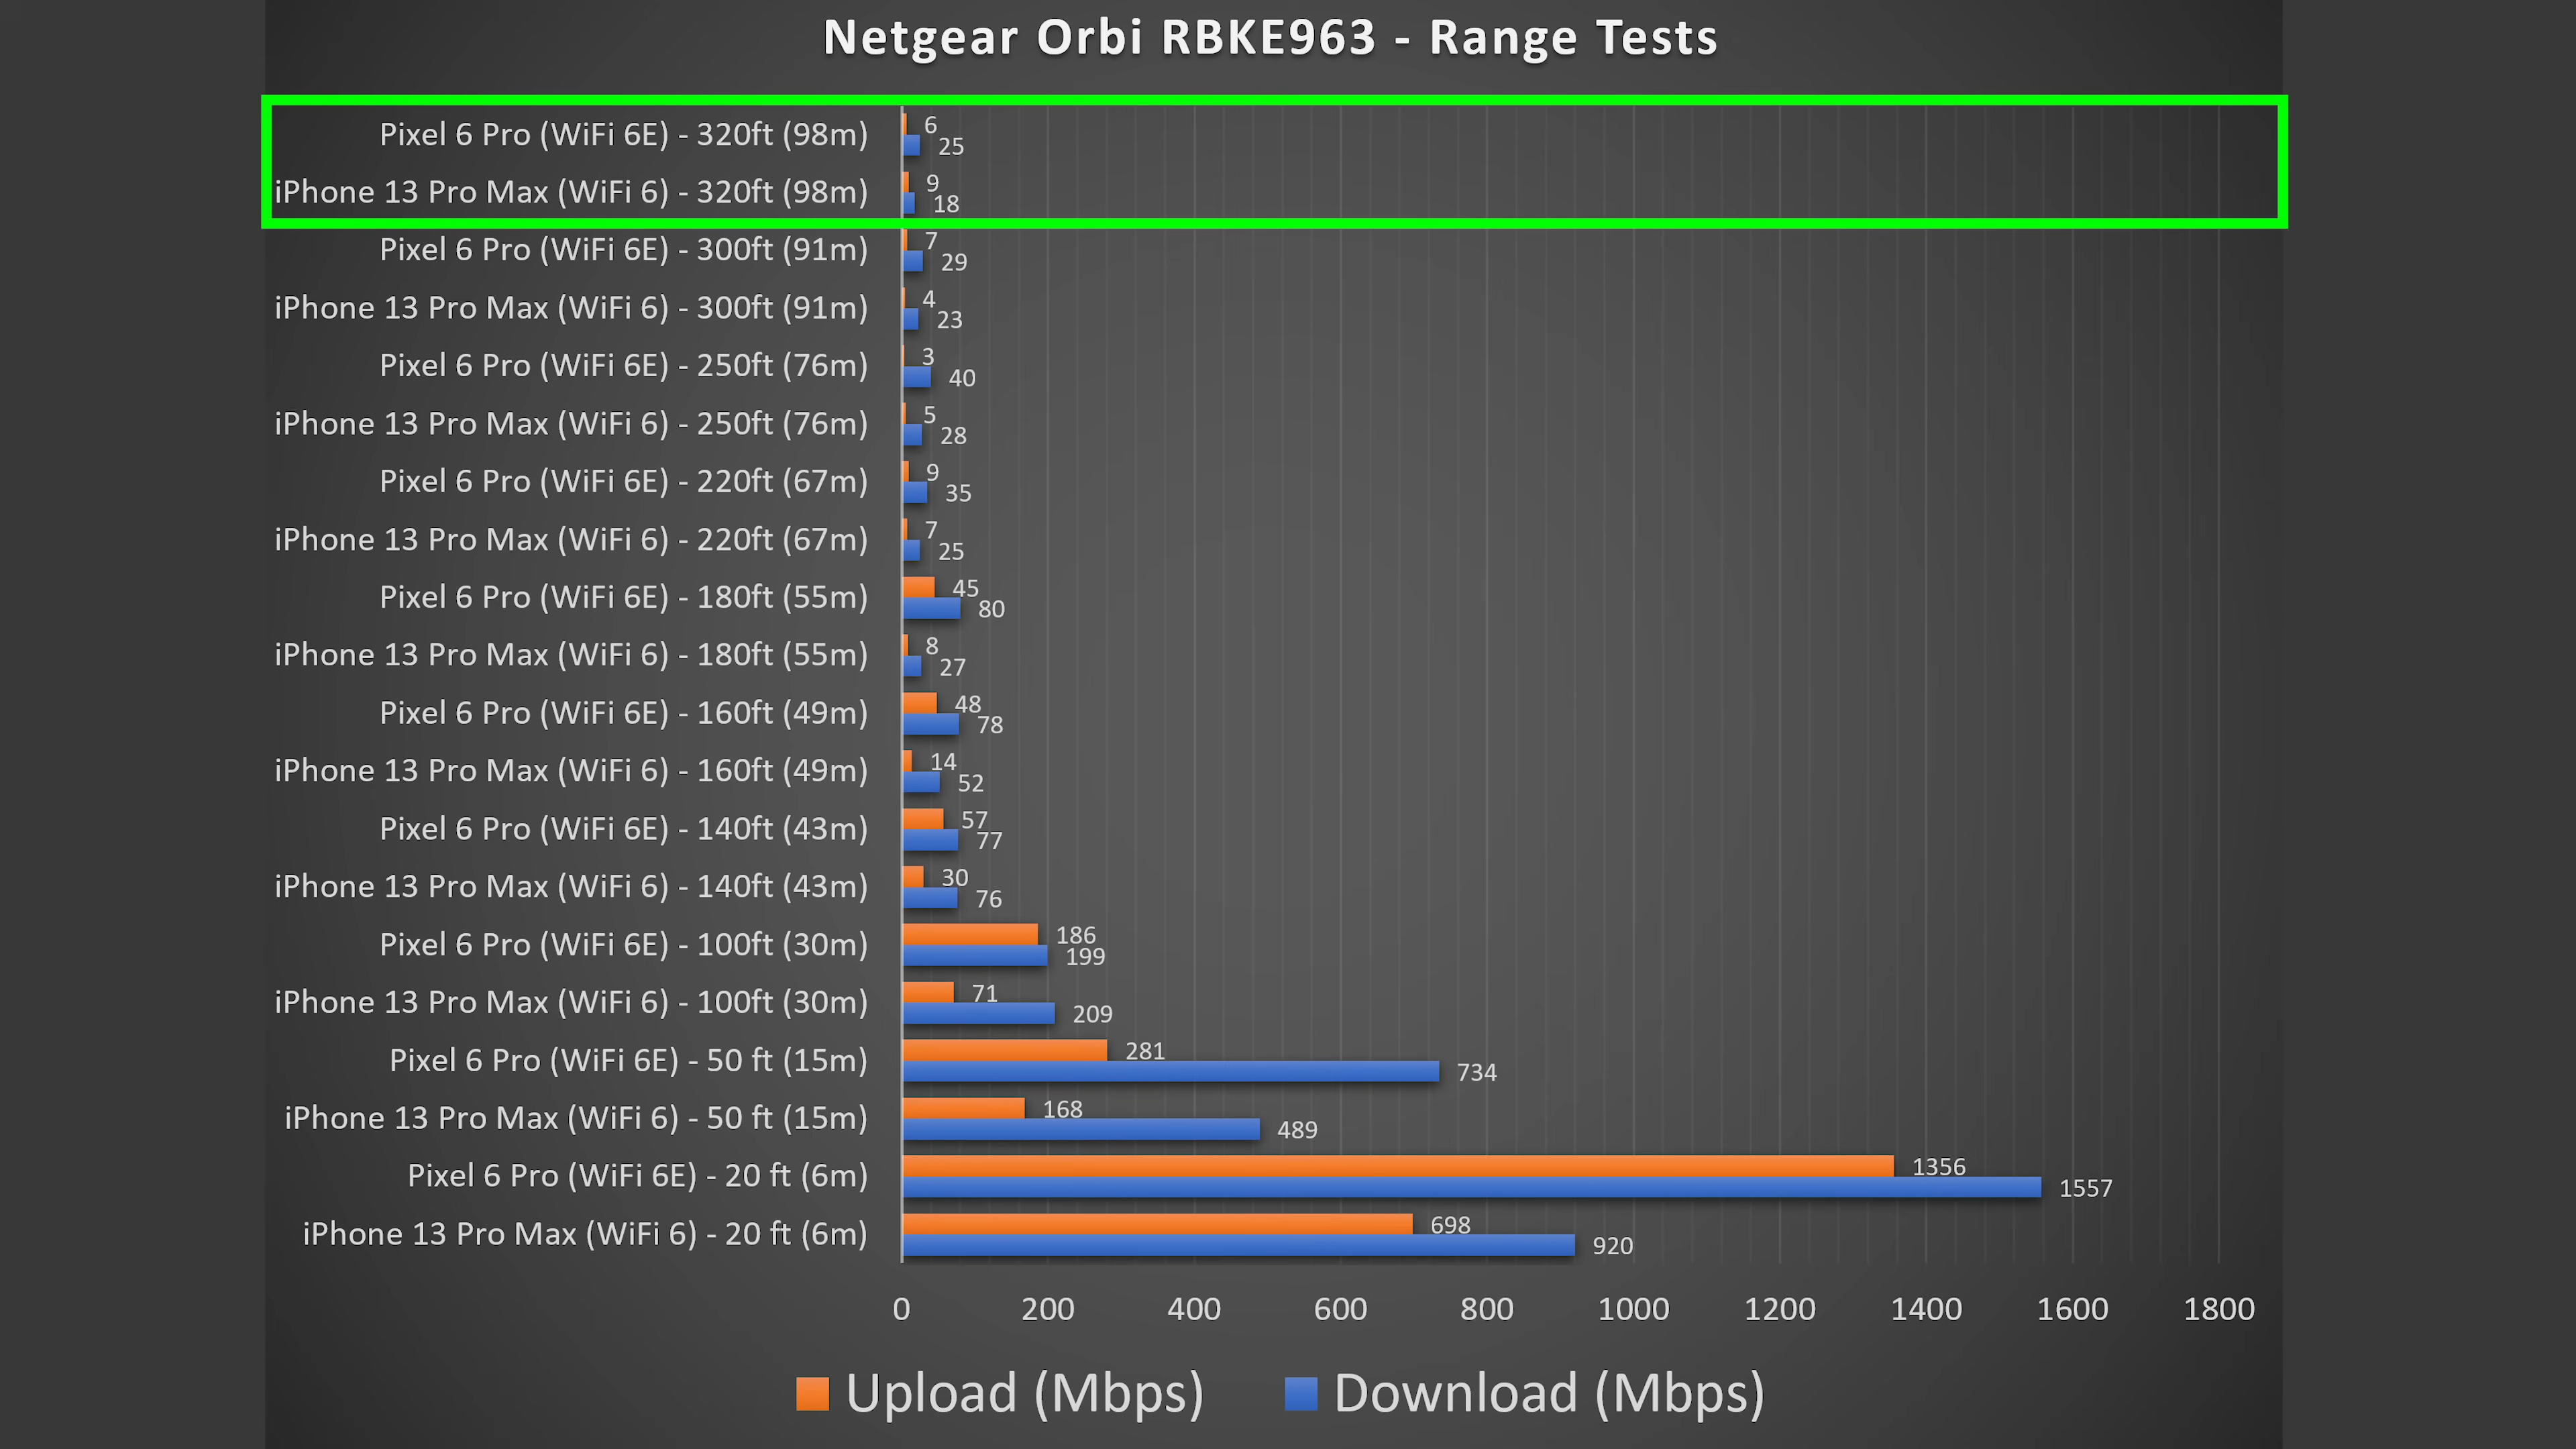 Netgear Orbi RBKE963 - Range Tests
Pixel 6 Pro (WiFi 6E) - 320ft (98m) 6 25
iPhone 13 Pro Max (WiFi 6) - 320ft (98m) 9 18
Pixel 6 Pro (WiFi 6E) - 300ft (91m) 7 29
iPhone 13 Pro Max (WiFi 6) - 300ft (91m) 4 23
Pixel 6 Pro (WiFi 6E) - 250ft (76m) 3 40
iPhone 13 Pro Max (WiFi 6) - 250ft (76m) 5 28
Pixel 6 Pro (WiFi 6E) - 220ft (67m) 9 35
iPhone 13 Pro Max (WiFi 6) - 220ft (67m) 7 25
Pixel 6 Pro (WiFi 6E) - 180ft (55m) 45 80
iPhone 13 Pro Max (WiFi 6) - 180ft (55m) 8 27
Pixel 6 Pro (WiFi 6E) - 160ft (49m) 48 78
iPhone 13 Pro Max (WiFi 6) - 160ft (49m) 14 52
Pixel 6 Pro (WiFi 6E) - 140ft (43m) 57 77
iPhone 13 Pro Max (WiFi 6) - 140ft (43m) 30 76
Pixel 6 Pro (WiFi 6E) - 100ft (30m) 186 199
iPhone 13 Pro Max (WiFi 6) - 100ft (30m) 71 209
Pixel 6 Pro (WiFi 6E) - 50 ft (15m) 281 734
iPhone 13 Pro Max (WiFi 6) - 50 ft (15m) 168 489
Pixel 6 Pro (WiFi 6E) - 20 ft (6m) 1356 1557
iPhone 13 Pro Max (WiFi 6) - 20 ft (6m) 698 920
0 200 400 600 800 1000 1200 1400 1600 1800
Upload (Mbps) Download (Mbps)